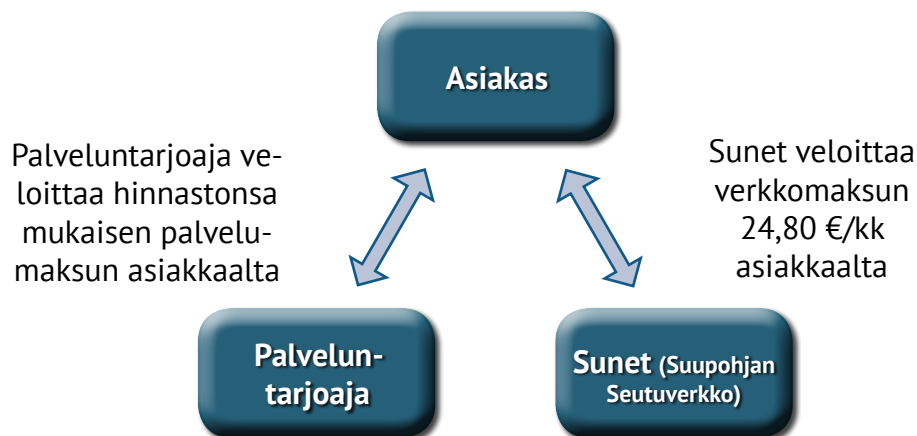 Asiakas
Palveluntarjoaja ve-
loittaa hinnastonsa
mukaisen palvelu-
maksun asiakkaalta
Sunet veloittaa
verkkomaksun
24,80 €/kk
asiakkaalta
Palvelun-
tarjoaja
Sunet (Suupohjan
Seutuverkko)